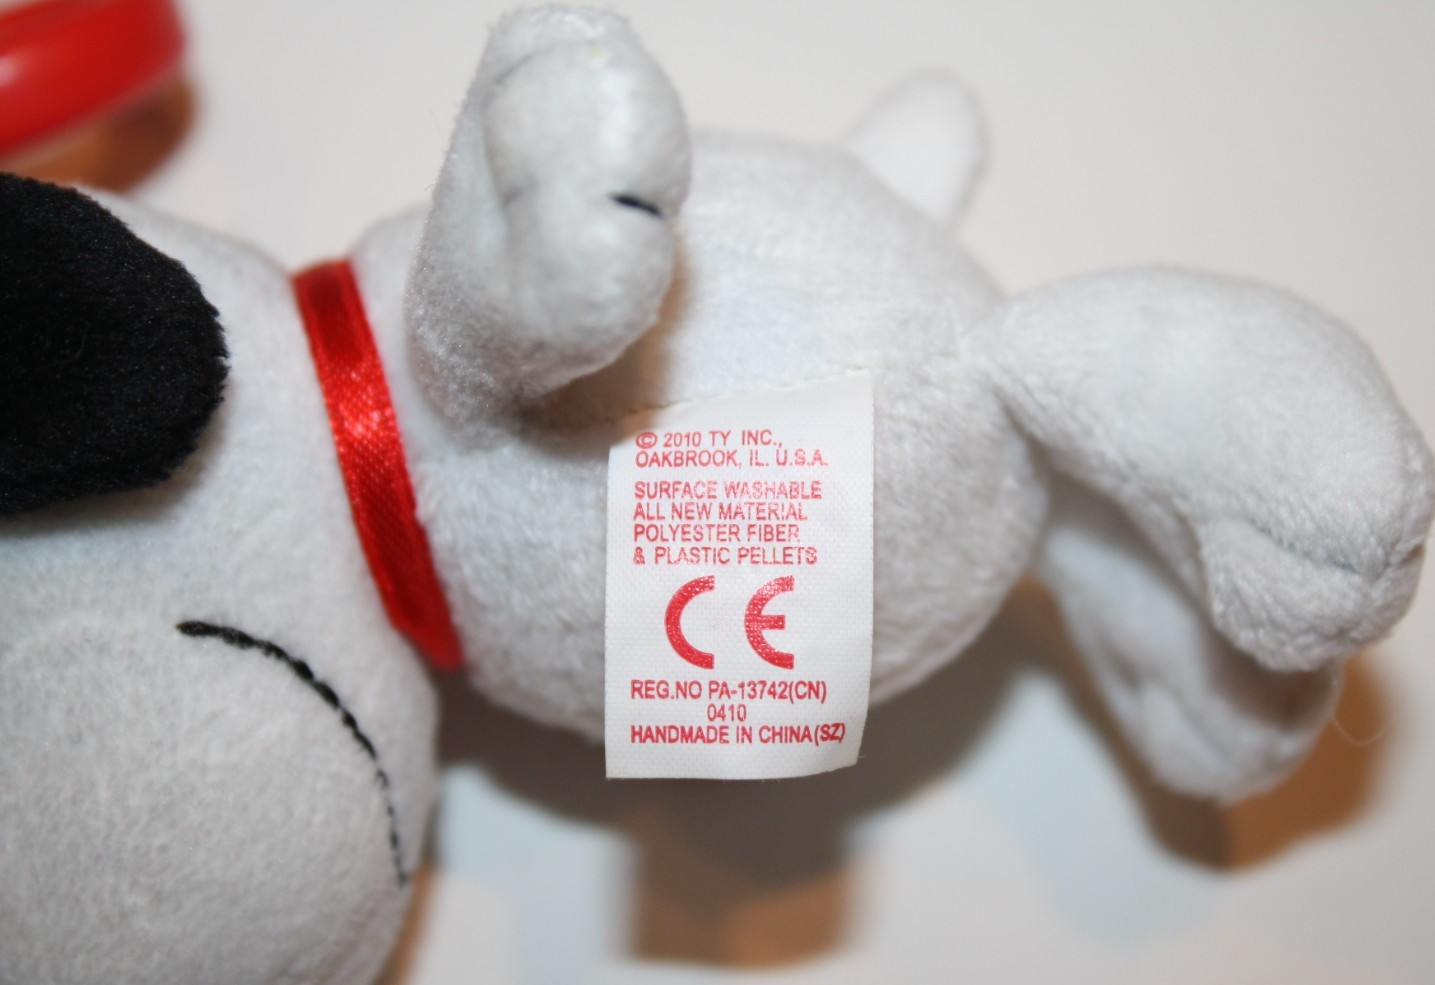 © 2010 TY INC.,
OAKBROOK, IL. U.S.A.
SURFACE WASHABLE
ALL NEW MATERIAL
POLYESTER FIBER
& PLASTIC PELLETS
CE
REG.NO PA-13742(CN)
0410
HANDMADE IN CHINA(SZ)